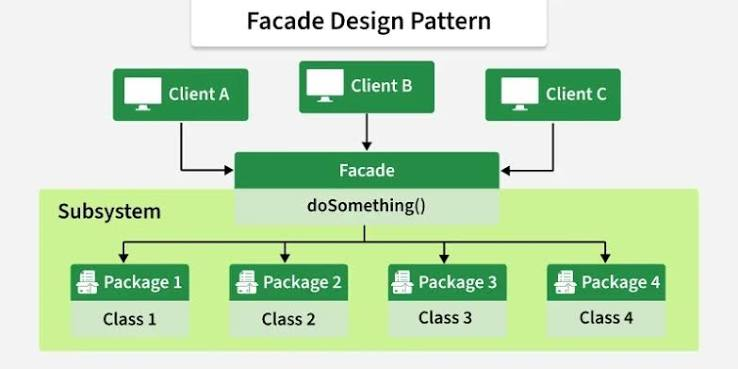 Facade Design Pattern
Client A
Client B
Client C
Facade
doSomething()
Subsystem
Package 1
Package 2
Package 3
Package 4
Class 1
Class 2
Class 3
Class 4